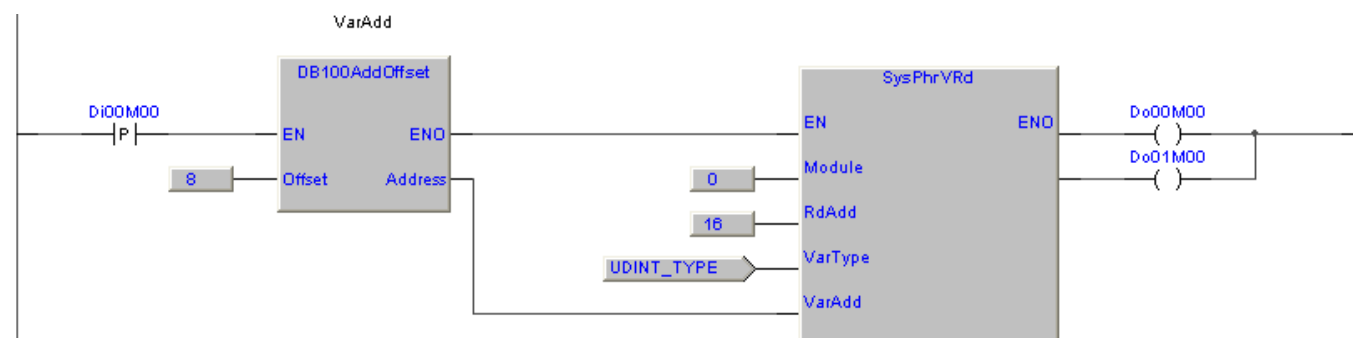 VarAdd
DB100AddOffset
SysPhrVRd
Di00M00
P
EN ENO
8 Offset Address
EN ENO
Do00M00
Do01M00
0 Module
16 RdAdd
UDINT_TYPE VarType
VarAdd